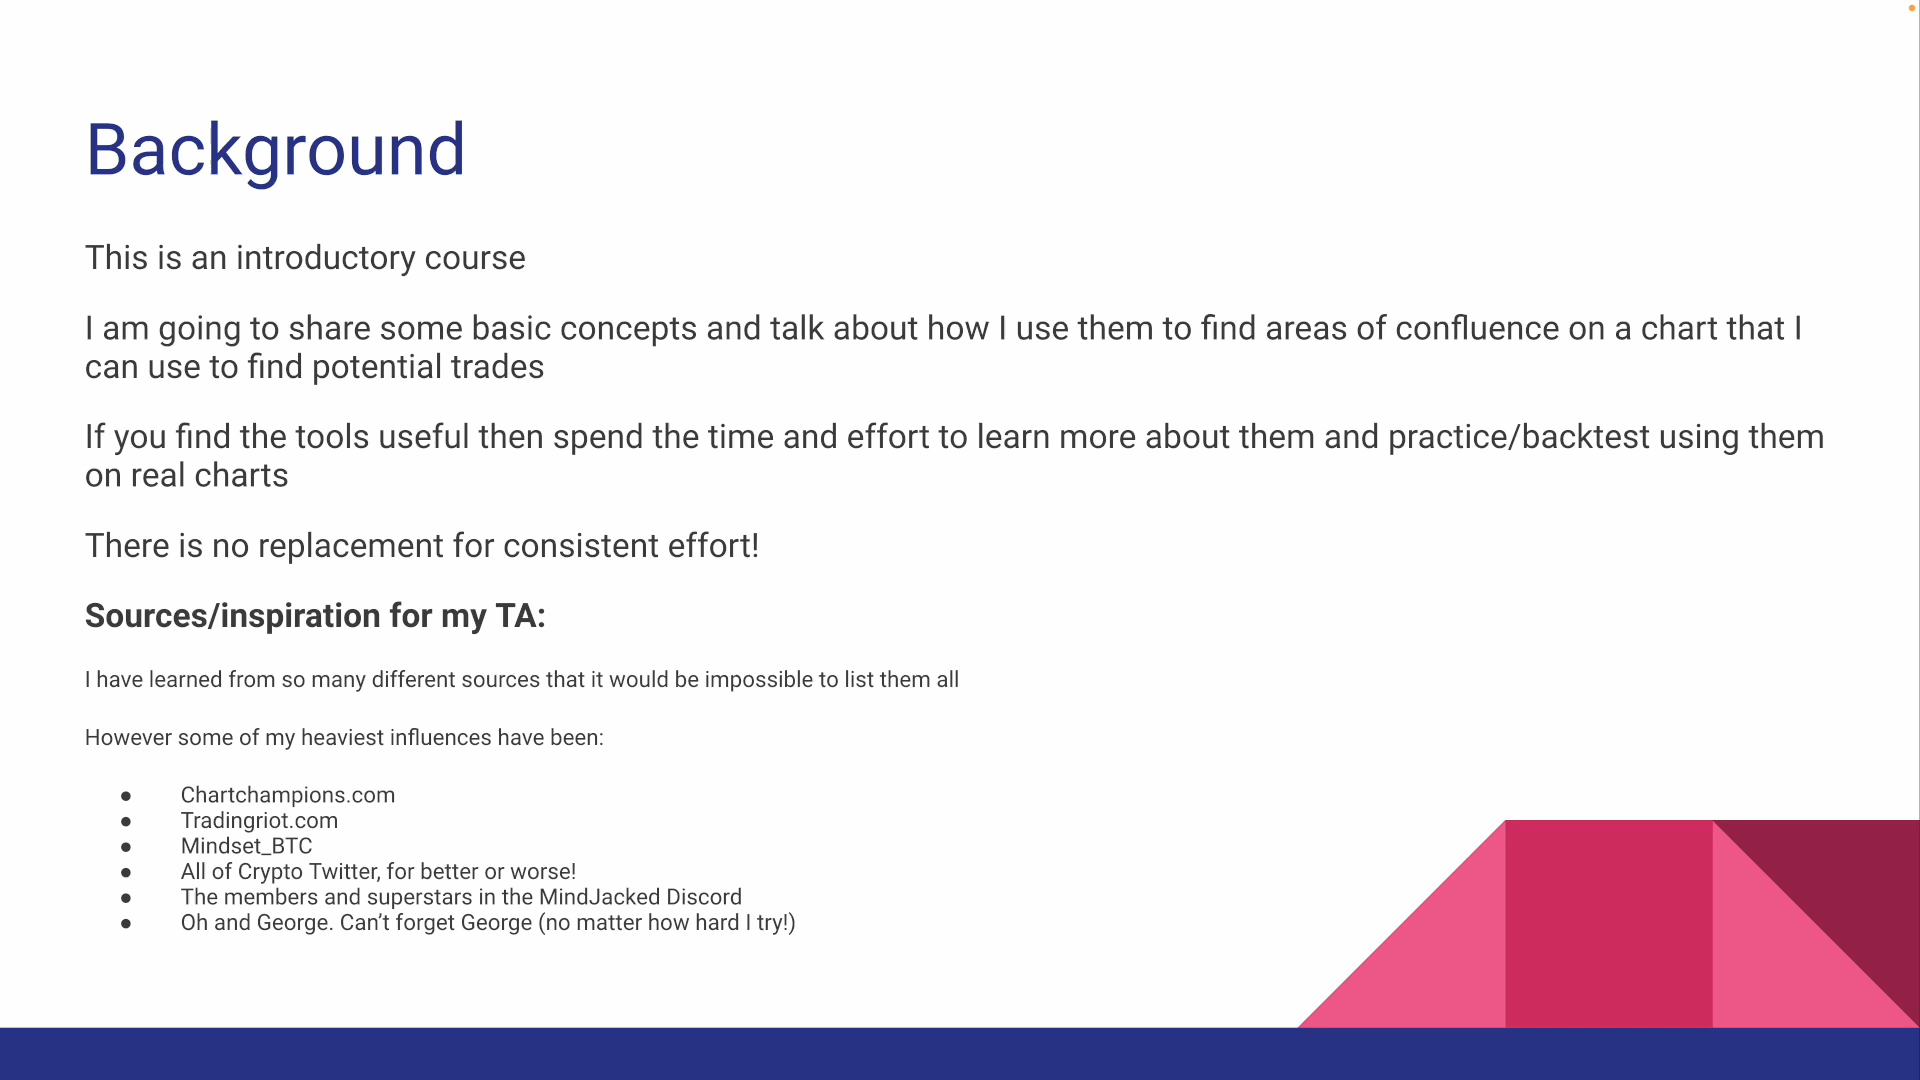 Background
This is an introductory course
I am going to share some basic concepts and talk about how I use them to find areas of confluence on a chart that I
can use to find potential trades
If you find the tools useful then spend the time and effort to learn more about them and practice/backtest using them
on real charts
There is no replacement for consistent effort!
Sources/inspiration for my TA:
I have learned from so many different sources that it would be impossible to list them all
However some of my heaviest influences have been:
● Chartchampions.com
● Tradingriot.com
● Mindset_BTC
● All of Crypto Twitter, for better or worse!
● The members and superstars in the MindJacked Discord
● Oh and George. Can’t forget George (no matter how hard I try!)